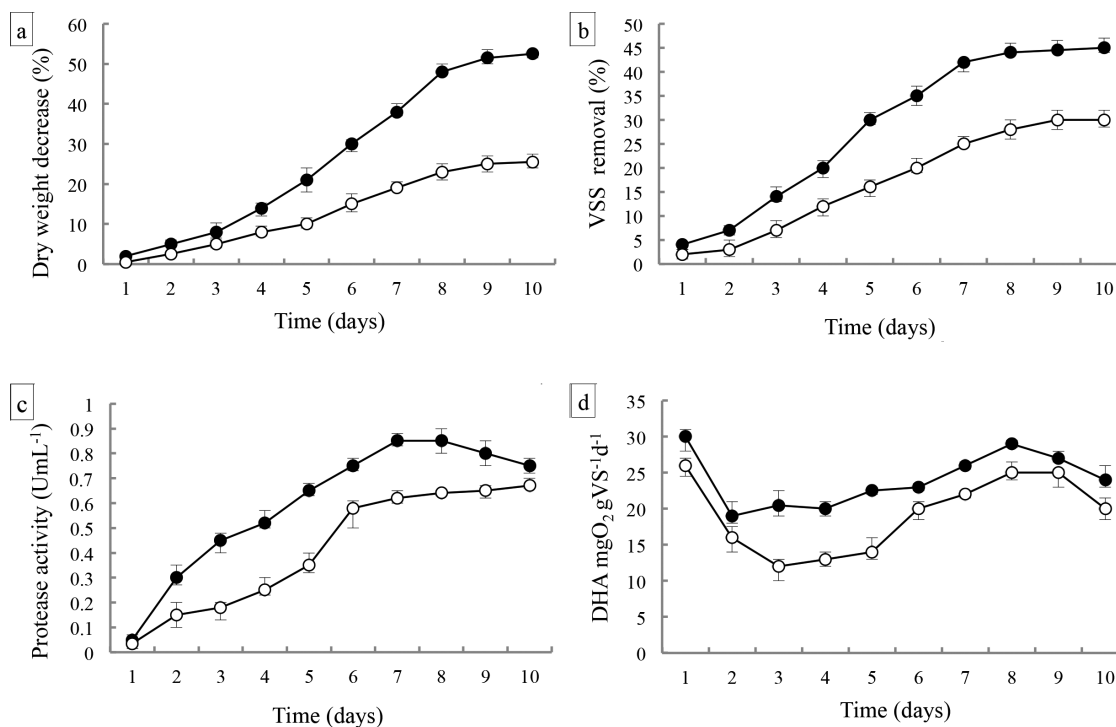 a
Dry weight decrease (%)
60
50
40
30
20
10
0
1 2 3 4 5 6 7 8 9 10
Time (days)
b
VSS removal (%)
50
45
40
35
30
25
20
15
10
5
0
1 2 3 4 5 6 7 8 9 10
Time (days)
c
Protease activity (UmL⁻¹)
1
0.9
0.8
0.7
0.6
0.5
0.4
0.3
0.2
0.1
0
1 2 3 4 5 6 7 8 9 10
Time (days)
d
DHA mgO₂ gVS⁻¹d⁻¹
35
30
25
20
15
10
5
0
1 2 3 4 5 6 7 8 9 10
Time (days)